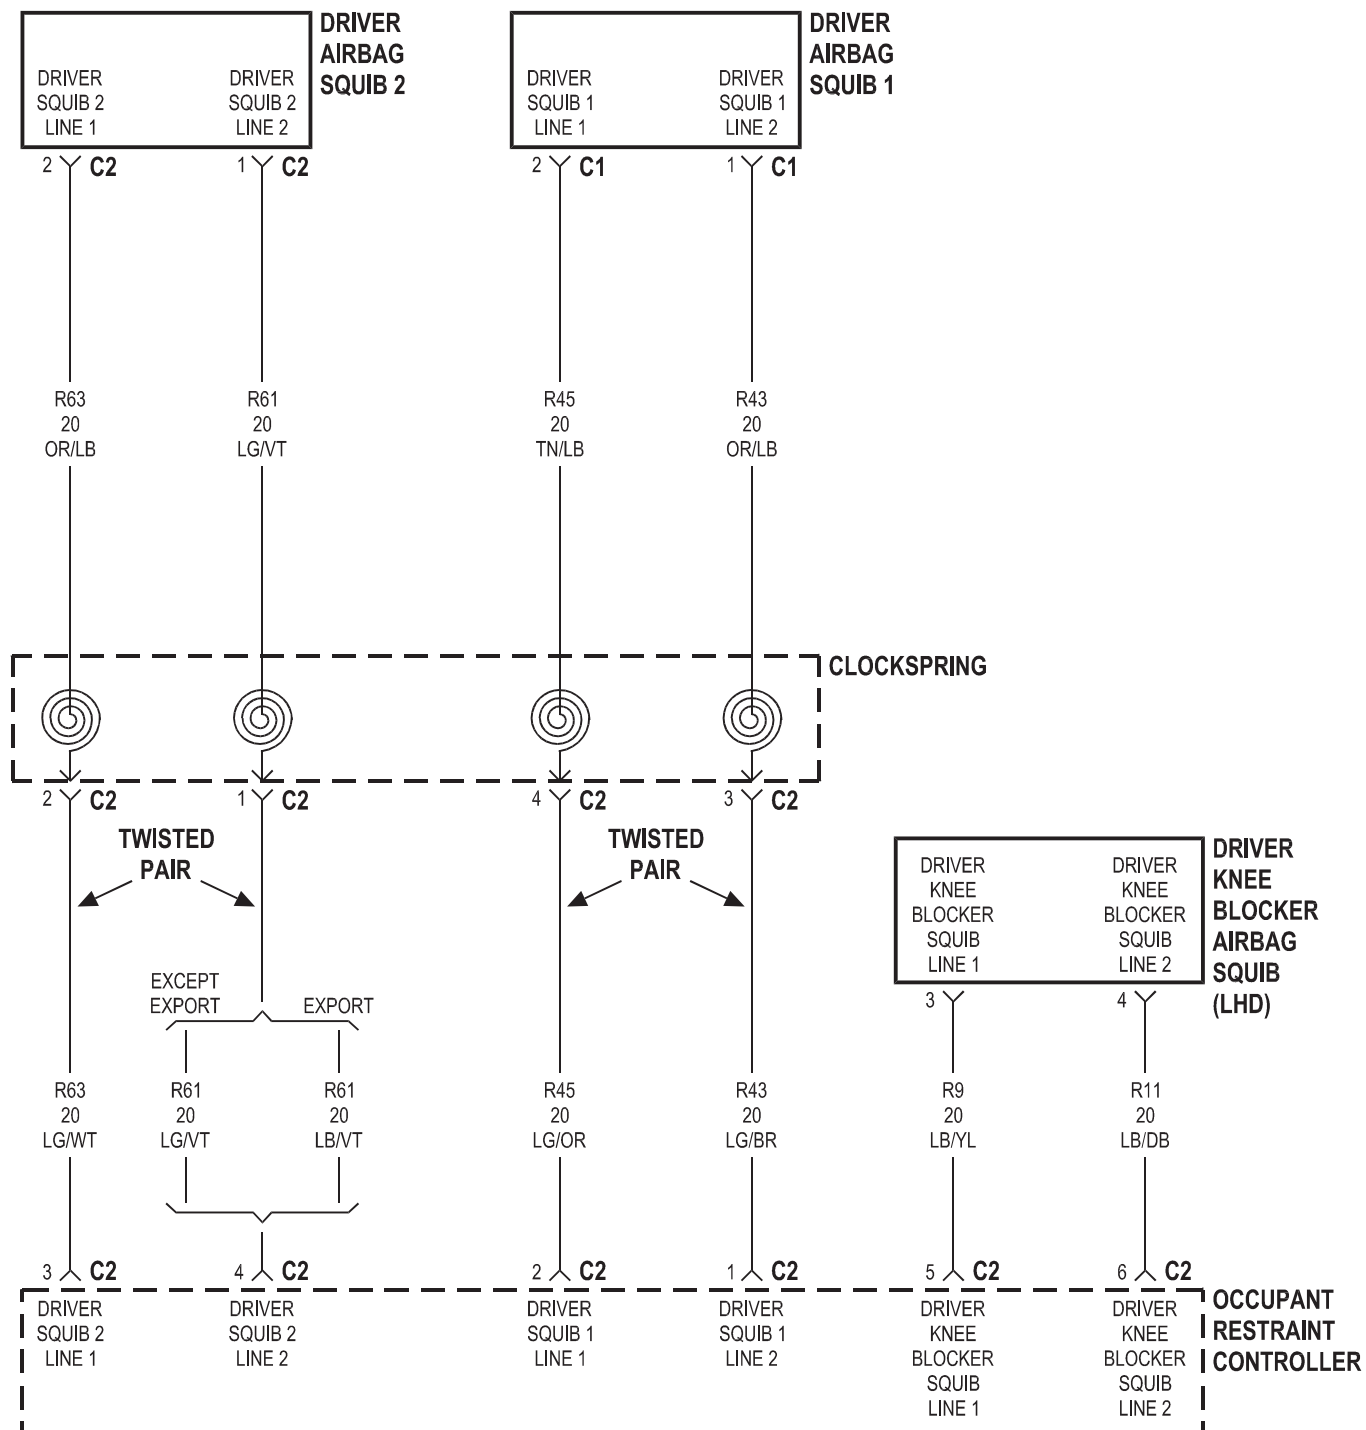 DRIVER
AIRBAG
SQUIB 2
DRIVER
SQUIB 2
LINE 1
DRIVER
SQUIB 2
LINE 2
DRIVER
AIRBAG
SQUIB 1
DRIVER
SQUIB 1
LINE 1
DRIVER
SQUIB 1
LINE 2
2 C2
1 C2
2 C1
1 C1
R63
20
OR/LB
R61
20
LG/VT
R45
20
TN/LB
R43
20
OR/LB
CLOCKSPRING
2 C2
1 C2
4 C2
3 C2
TWISTED
PAIR
TWISTED
PAIR
DRIVER
KNEE
BLOCKER
SQUIB
LINE 1
DRIVER
KNEE
BLOCKER
SQUIB
LINE 2
DRIVER
KNEE
BLOCKER
AIRBAG
SQUIB
(LHD)
3
4
EXCEPT
EXPORT
EXPORT
R63
20
LG/WT
R61
20
LG/VT
R61
20
LB/VT
R45
20
LG/OR
R43
20
LG/BR
R9
20
LB/YL
R11
20
LB/DB
3 C2
4 C2
2 C2
1 C2
5 C2
6 C2
DRIVER
SQUIB 2
LINE 1
DRIVER
SQUIB 2
LINE 2
DRIVER
SQUIB 1
LINE 1
DRIVER
SQUIB 1
LINE 2
DRIVER
KNEE
BLOCKER
SQUIB
LINE 1
DRIVER
KNEE
BLOCKER
SQUIB
LINE 2
OCCUPANT
RESTRAINT
CONTROLLER